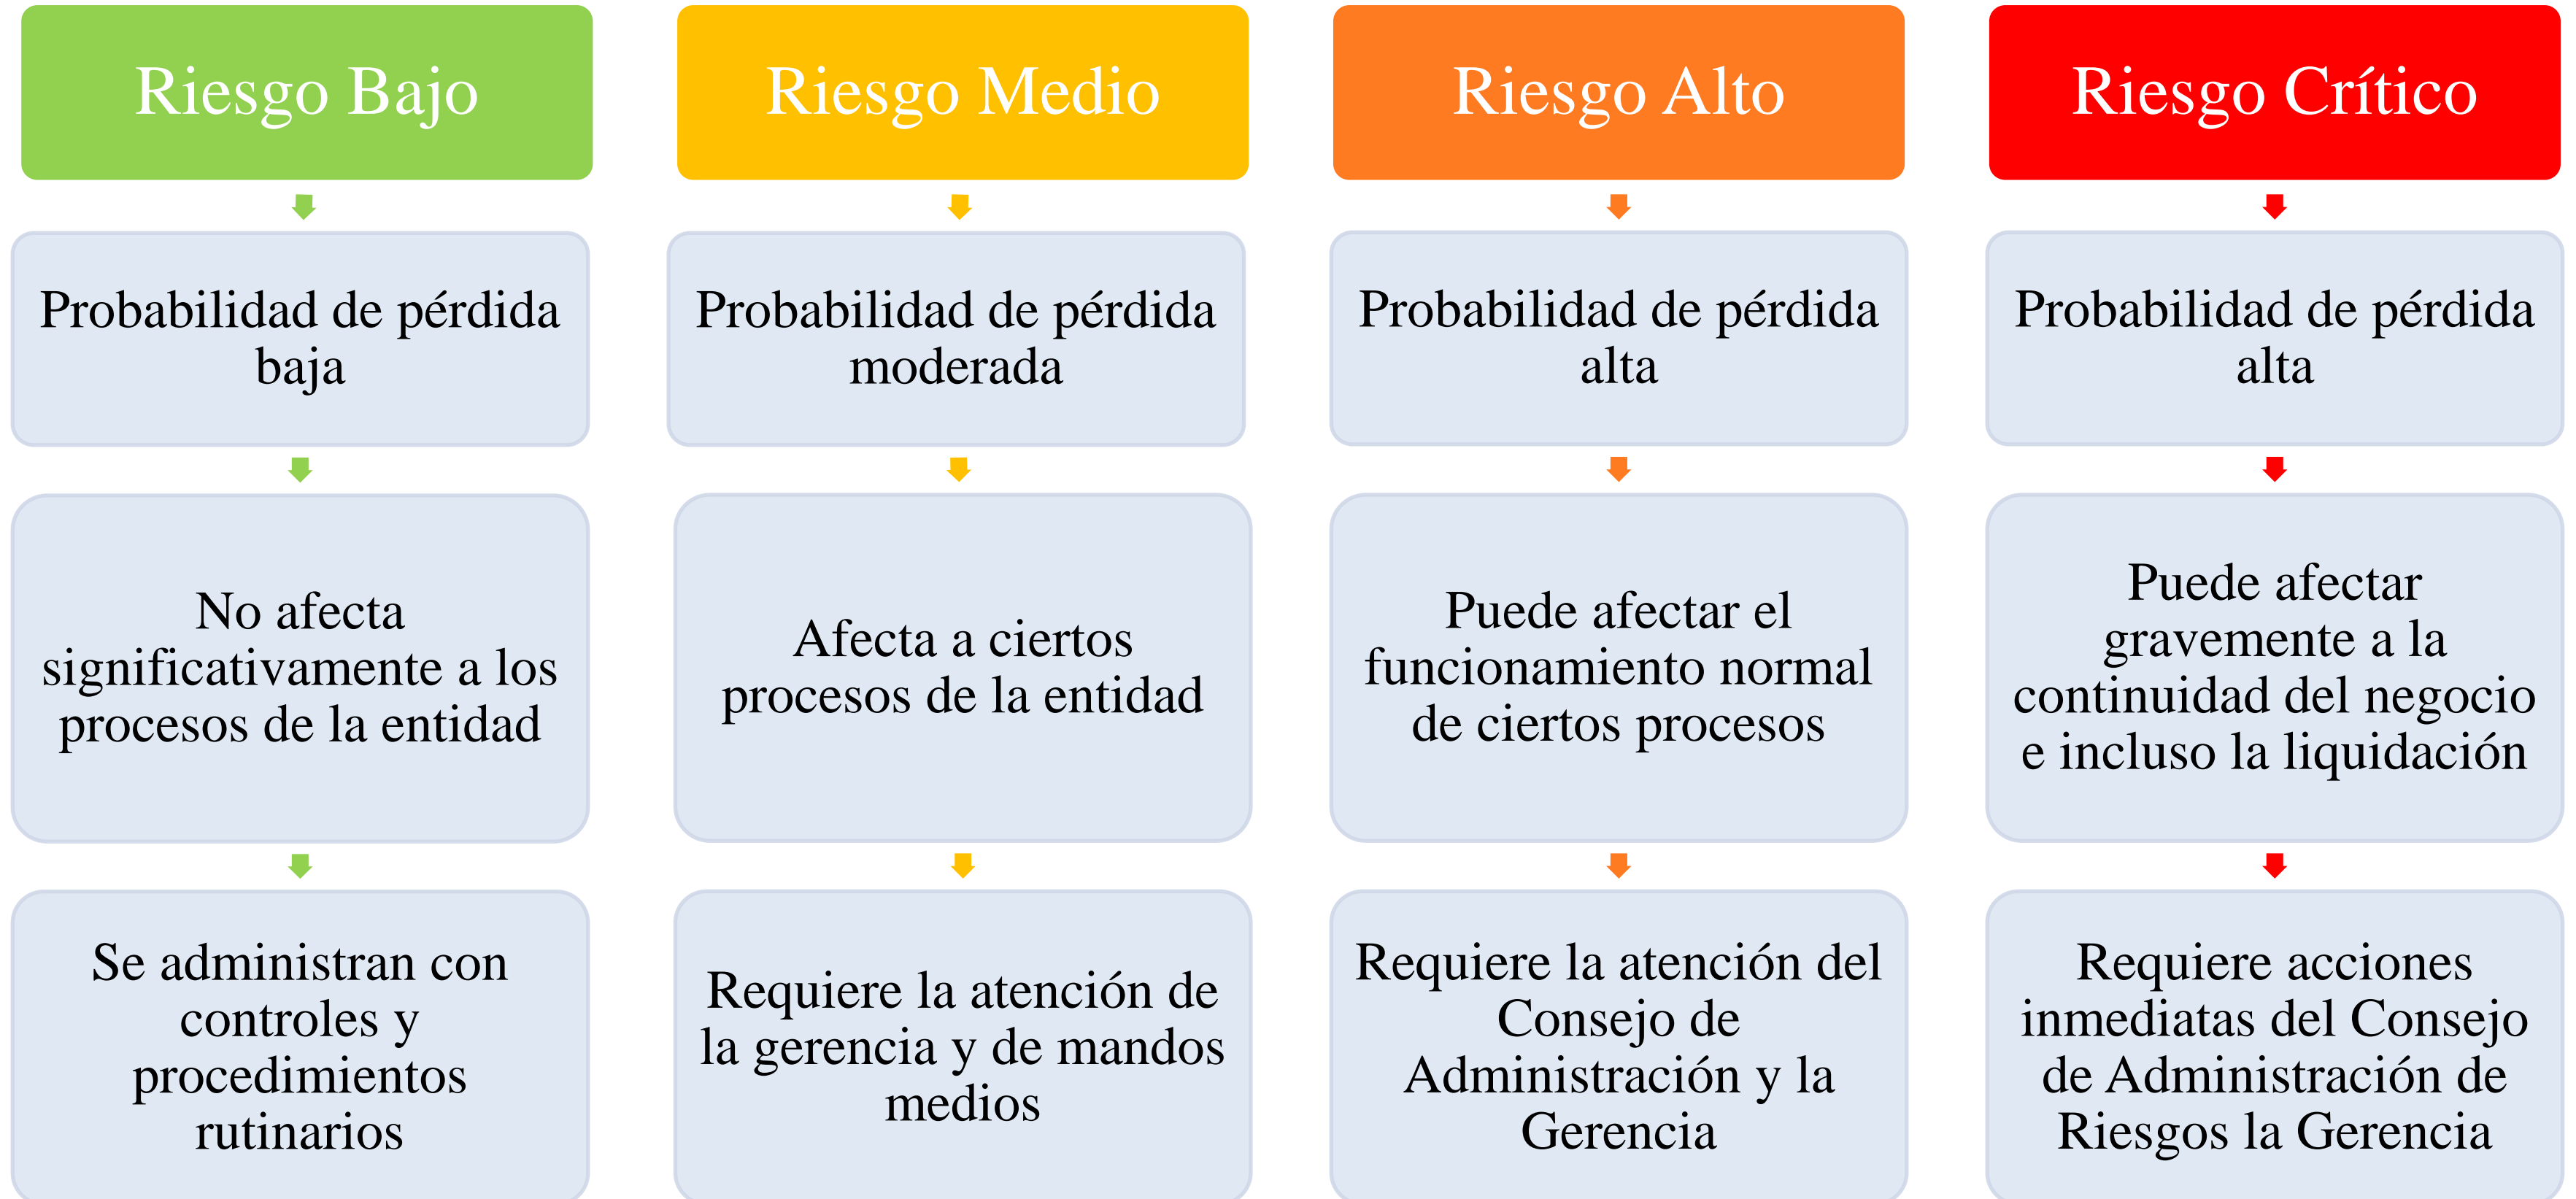 Riesgo Bajo
Probabilidad de pérdida
baja
No afecta
significativamente a los
procesos de la entidad
Se administran con
controles y
procedimientos
rutinarios
Riesgo Medio
Probabilidad de pérdida
moderada
Afecta a ciertos
procesos de la entidad
Requiere la atención de
la gerencia y de mandos
medios
Riesgo Alto
Probabilidad de pérdida
alta
Puede afectar el
funcionamiento normal
de ciertos procesos
Requiere la atención del
Consejo de
Administración y la
Gerencia
Riesgo Crítico
Probabilidad de pérdida
alta
Puede afectar
gravemente a la
continuidad del negocio
e incluso la liquidación
Requiere acciones
inmediatas del Consejo
de Administración de
Riesgos la Gerencia